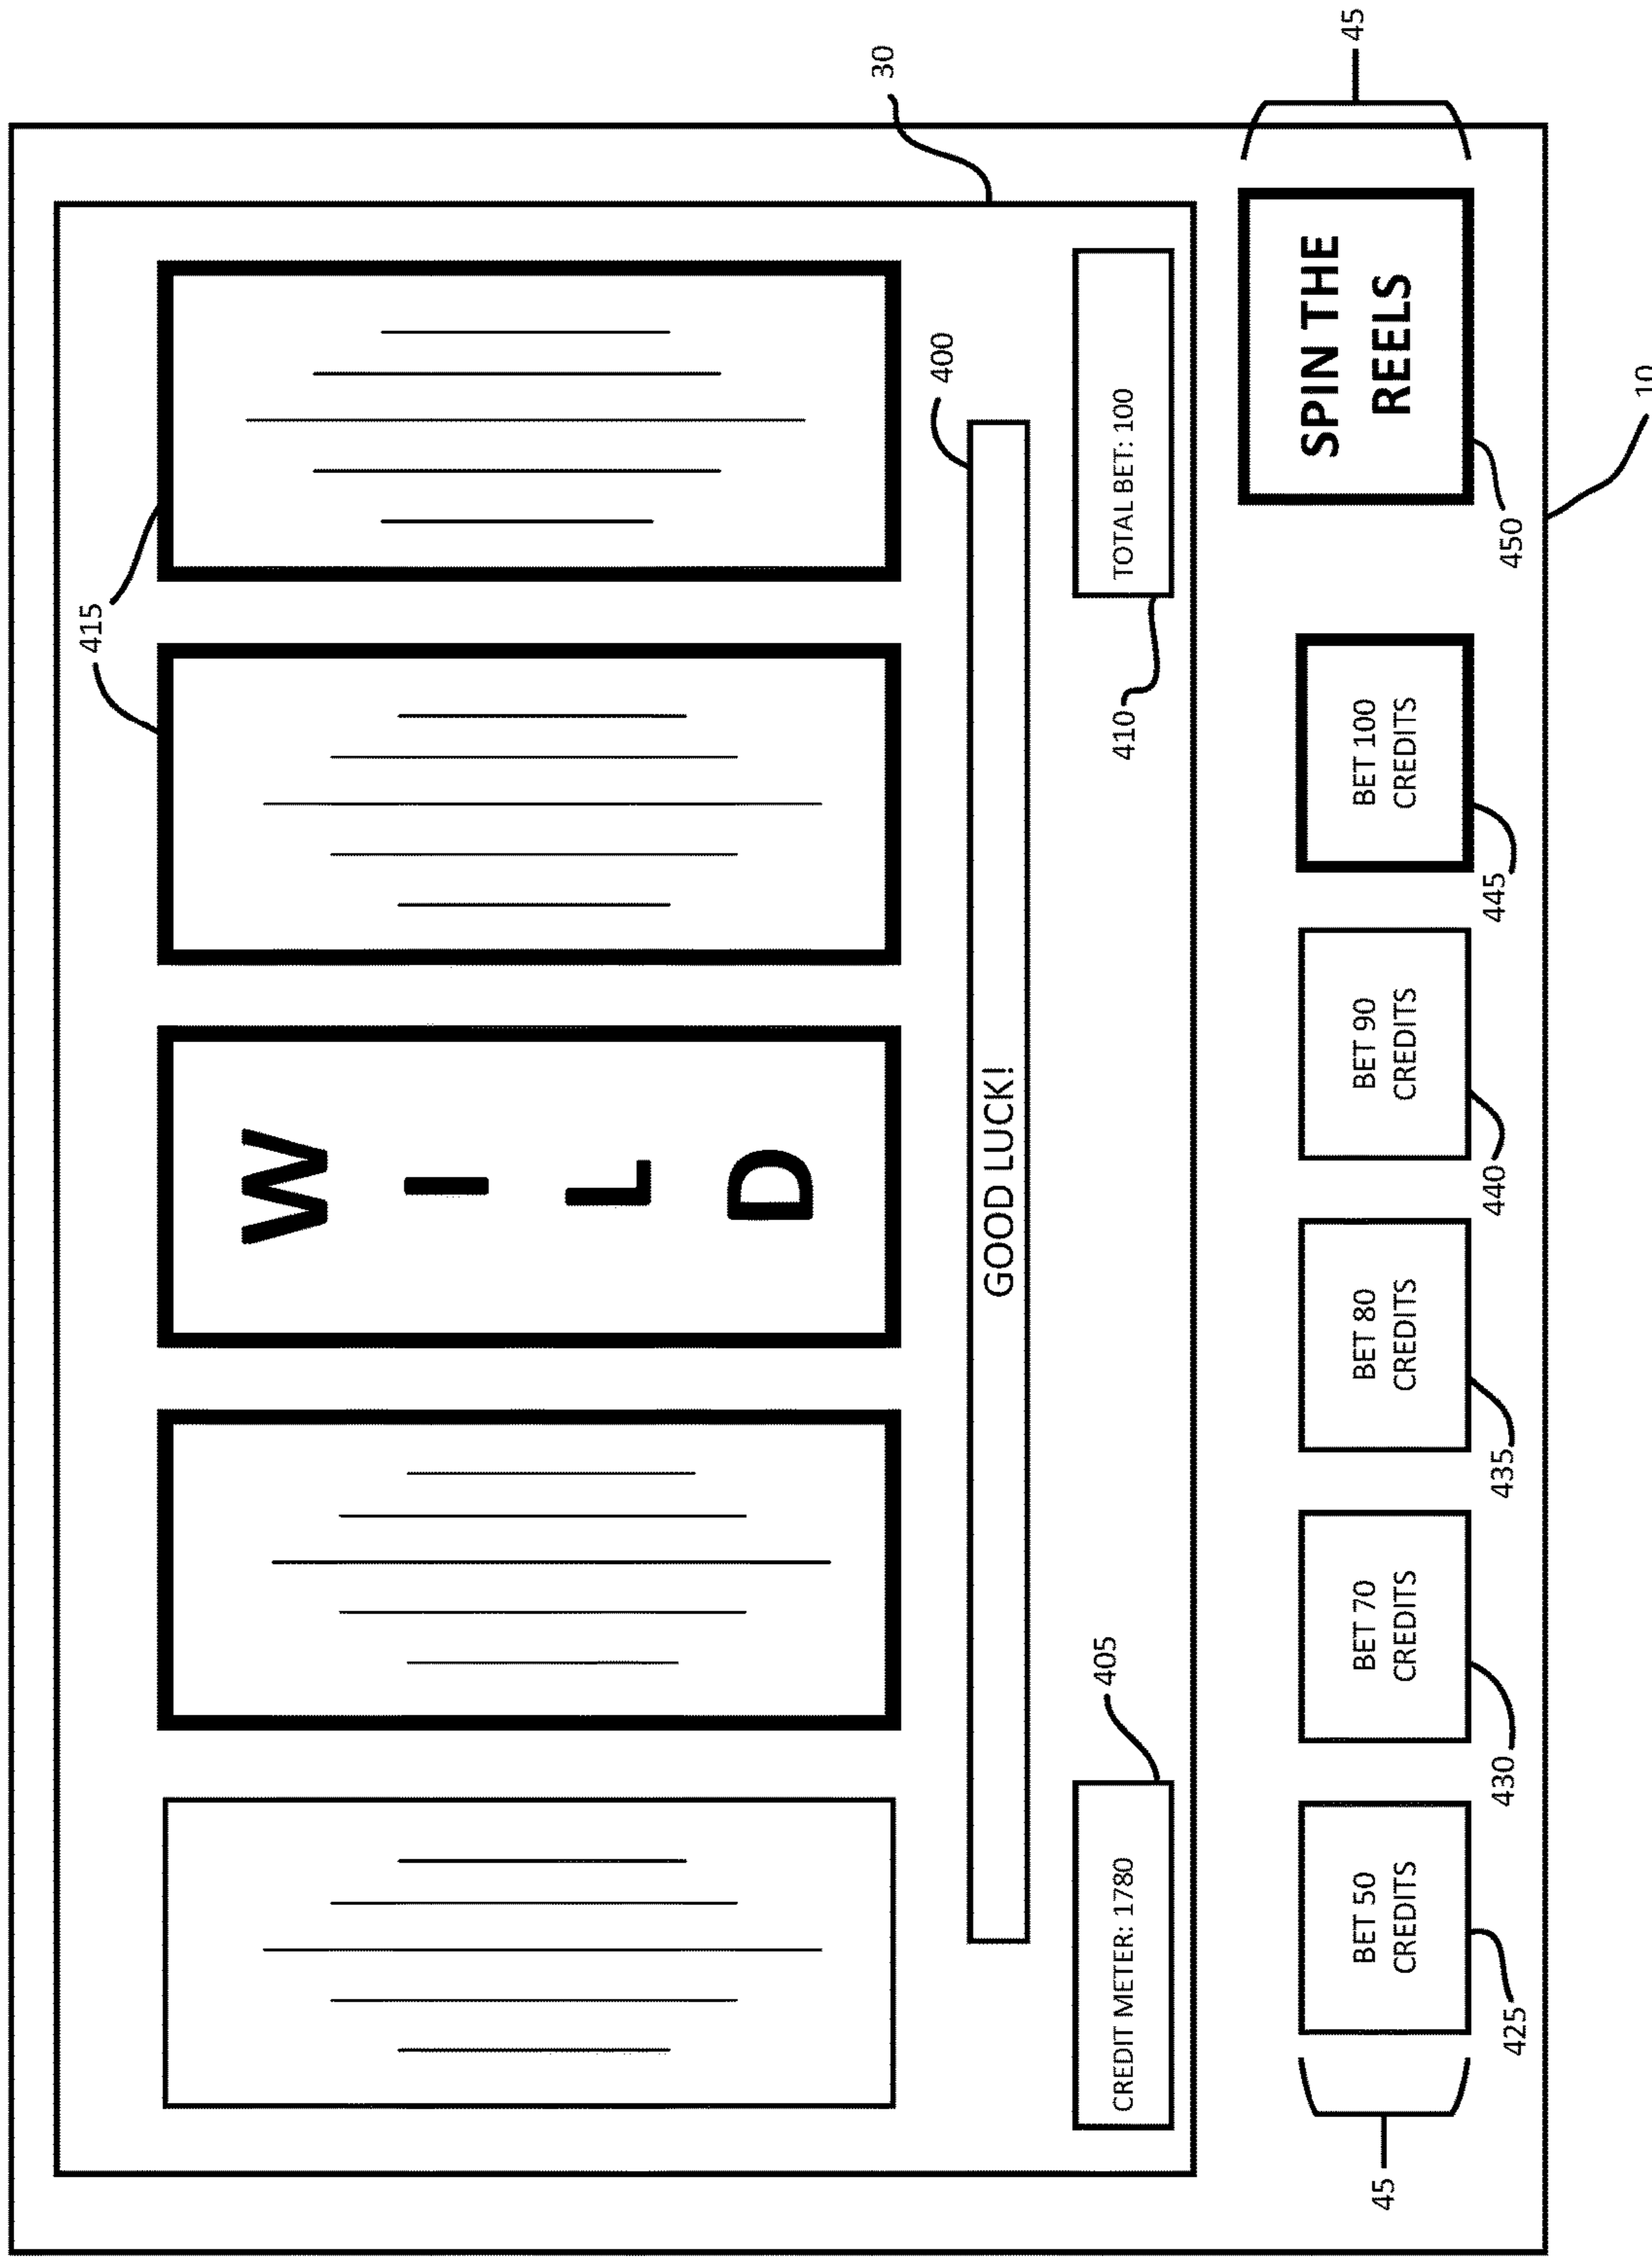 415
30
W
I
L
D
400
GOOD LUCK!
405
CREDIT METER: 1780
410
TOTAL BET: 100
45
BET 50
CREDITS
BET 70
CREDITS
BET 80
CREDITS
BET 90
CREDITS
BET 100
CREDITS
SPIN THE
REELS
45
425
430
435
440
445
450
10